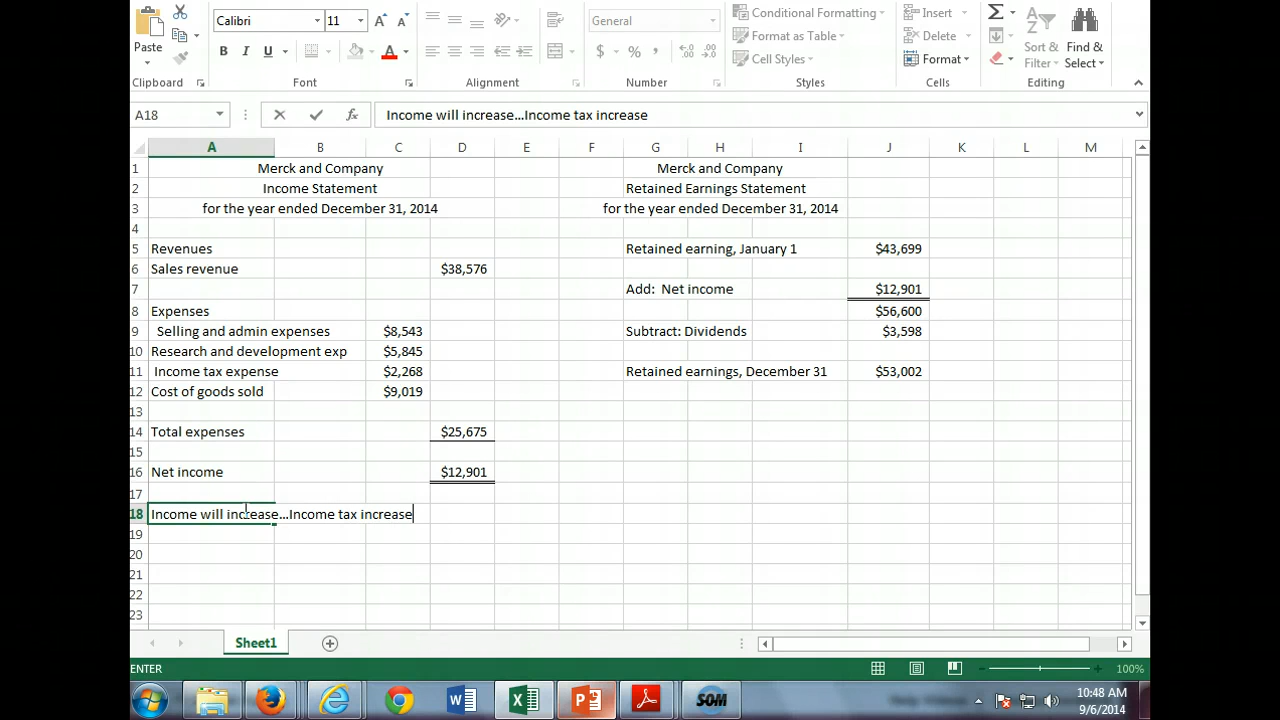 Calibri 11 General Conditional Formatting Insert
Paste B I U A $ % , Format as Table Delete Sort & Find &
Cell Styles Format Filter Select
Clipboard Font Alignment Number Styles Cells Editing
A18 fx Income will increase...Income tax increase
A B C D E F G H I J K L M
1 Merck and Company Merck and Company
2 Income Statement Retained Earnings Statement
3 for the year ended December 31, 2014 for the year ended December 31, 2014
4
5 Revenues Retained earning, January 1 $43,699
6 Sales revenue $38,576
7 Add: Net income $12,901
8 Expenses $56,600
9 Selling and admin expenses $8,543 Subtract: Dividends $3,598
10 Research and development exp $5,845
11 Income tax expense $2,268 Retained earnings, December 31 $53,002
12 Cost of goods sold $9,019
13
14 Total expenses $25,675
15
16 Net income $12,901
17
18 Income will increase...Income tax increase
19
20
21
22
23
Sheet1
ENTER 100%
SOM 10:48 AM
9/6/2014